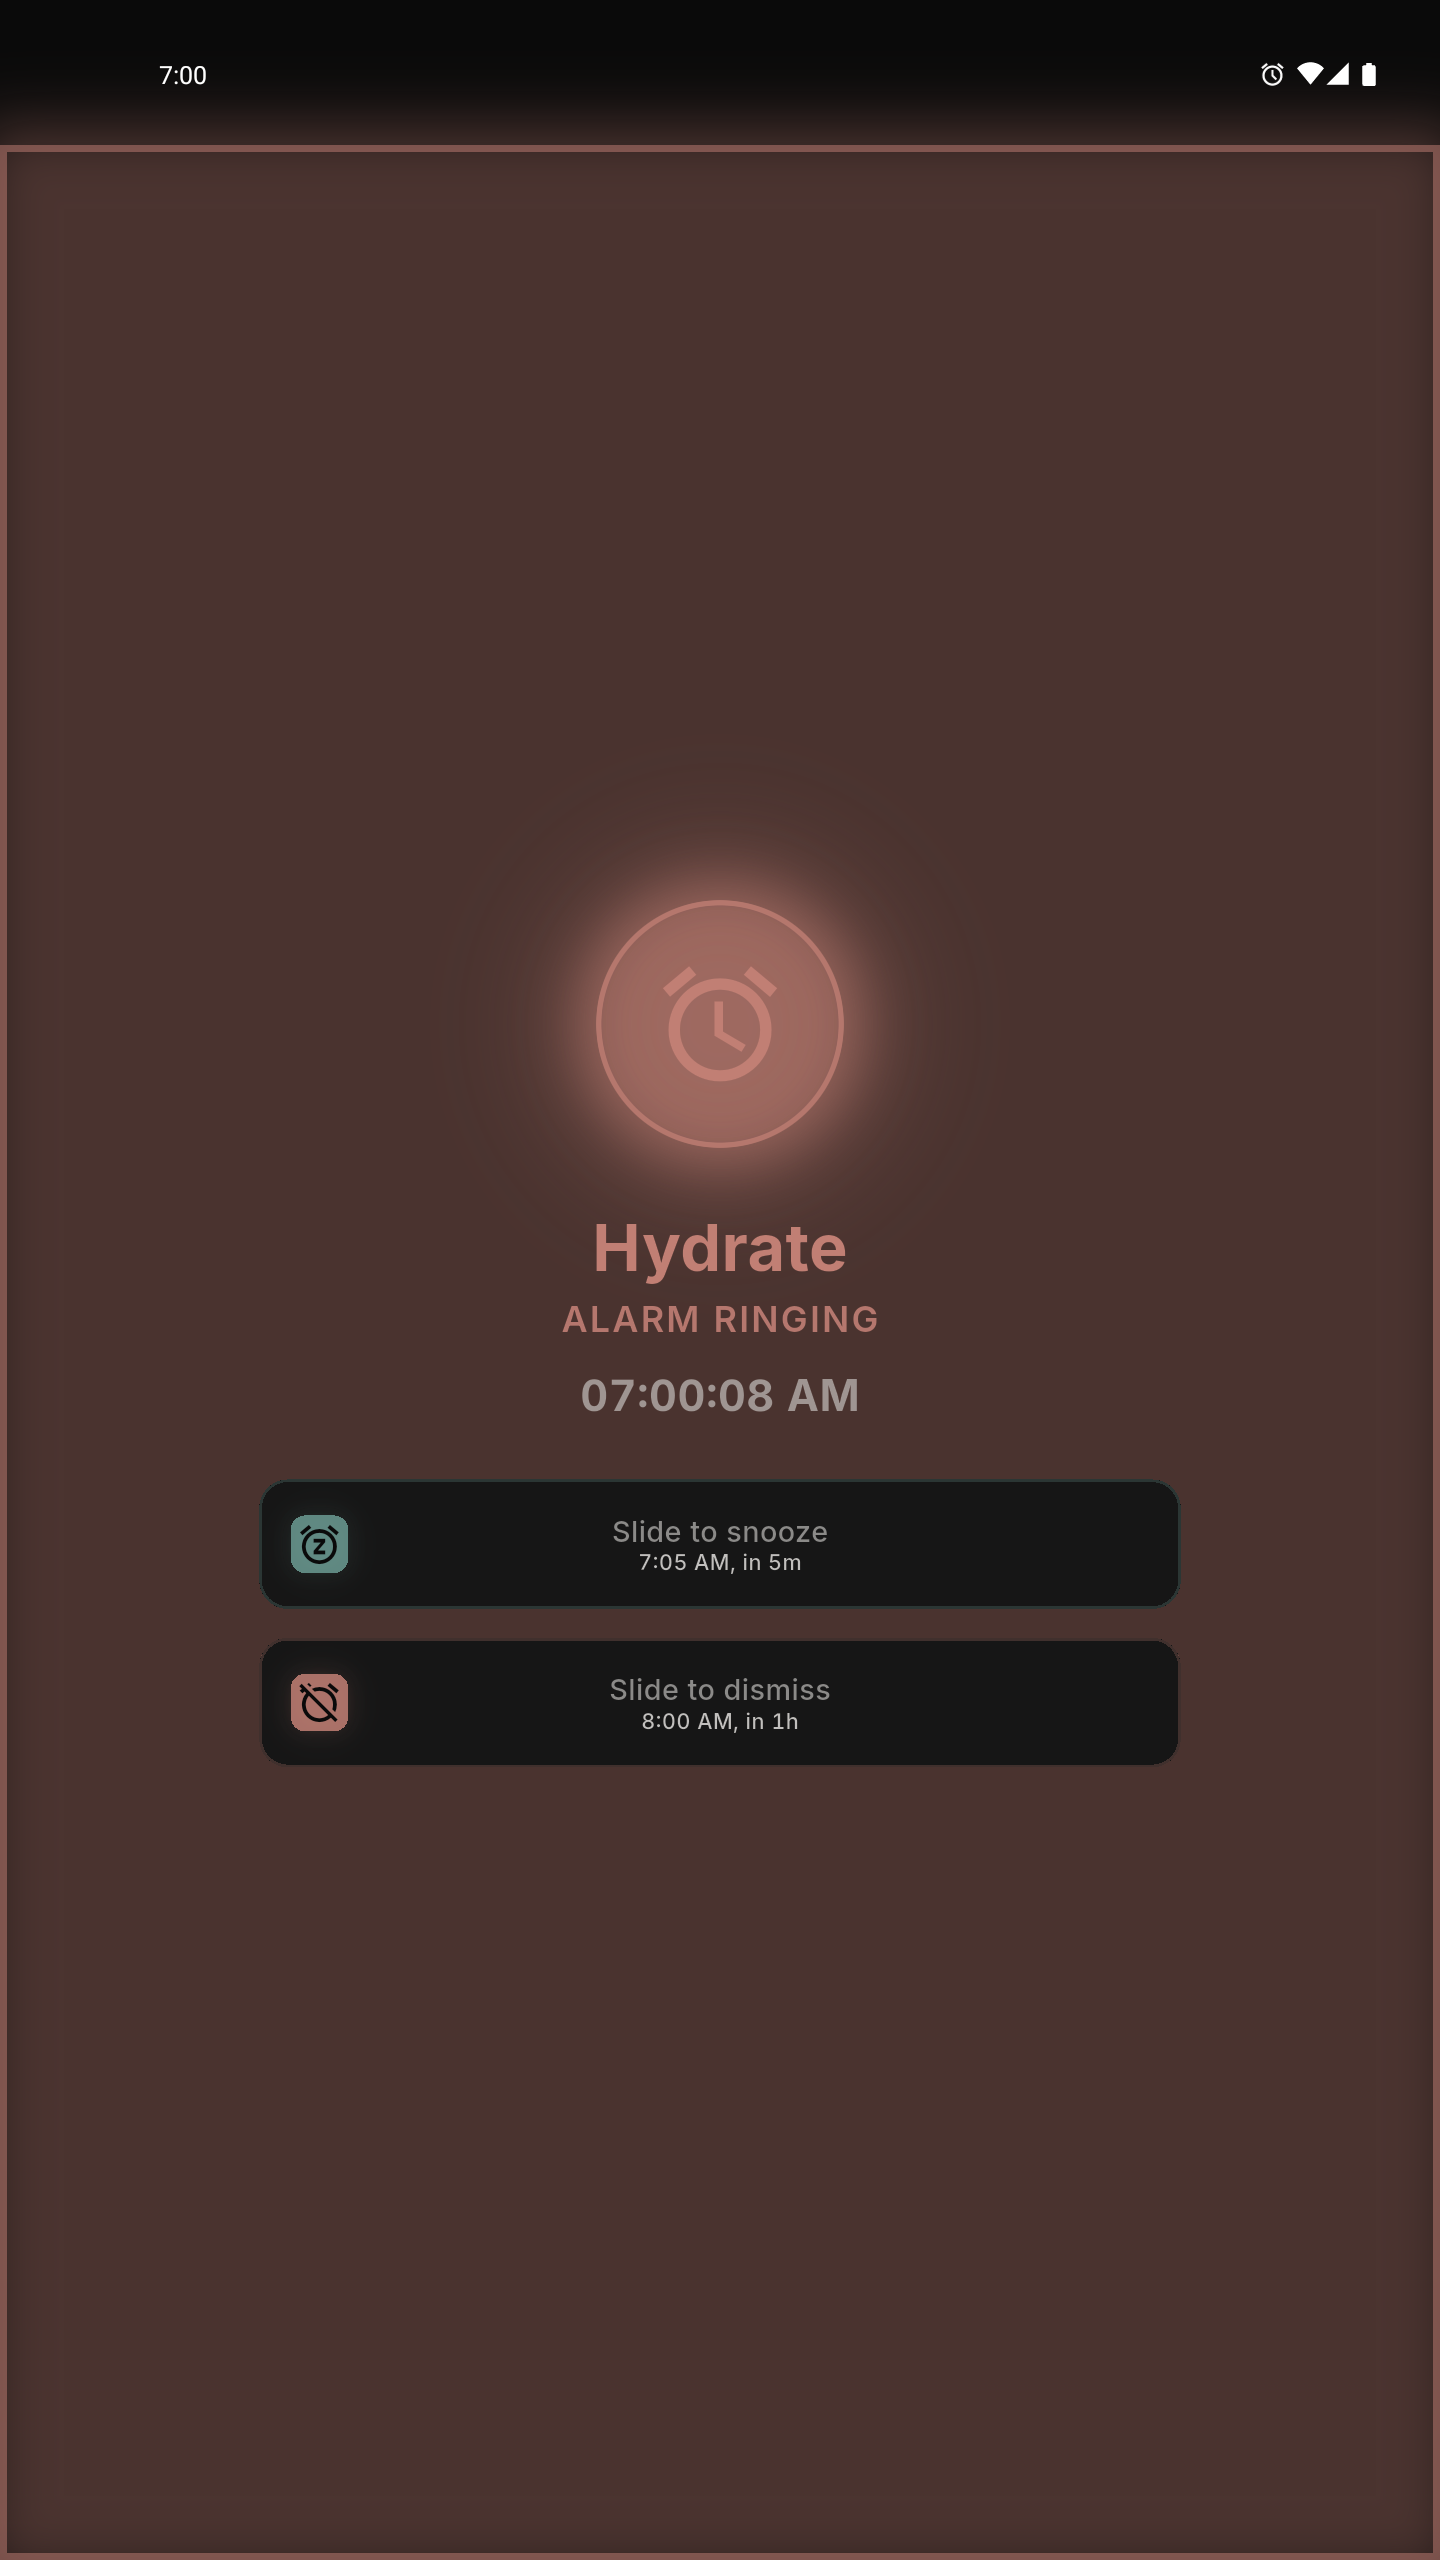 7:00
Hydrate
ALARM RINGING
07:00:08 AM
Slide to snooze
7:05 AM, in 5m
Slide to dismiss
8:00 AM, in 1h